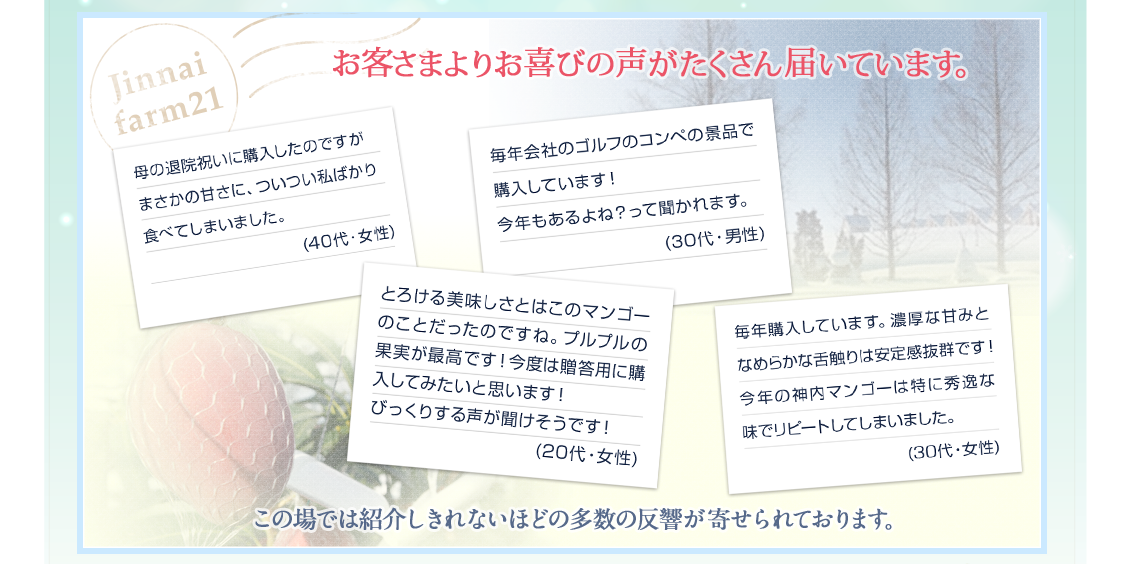 Jinnai
farm21
お客さまよりお喜びの声がたくさん届いています。
母の退院祝いに購入したのですが
まさかの甘さに、ついつい私ばかり
食べてしまいました。
(40代・女性)
毎年会社のゴルフのコンペの景品で
購入しています!
今年もあるよね?って聞かれます。
(30代・男性)
とろける美味しさとはこのマンゴー
のことだったのですね。プルプルの
果実が最高です!今度は贈答用に購
入してみたいと思います!
びっくりする声が聞けそうです!
(20代・女性)
毎年購入しています。濃厚な甘みと
なめらかな舌触りは安定感抜群です!
今年の神内マンゴーは特に秀逸な
味でリピートしてしまいました。
(30代・女性)
この場では紹介しきれないほどの多数の反響が寄せられております。